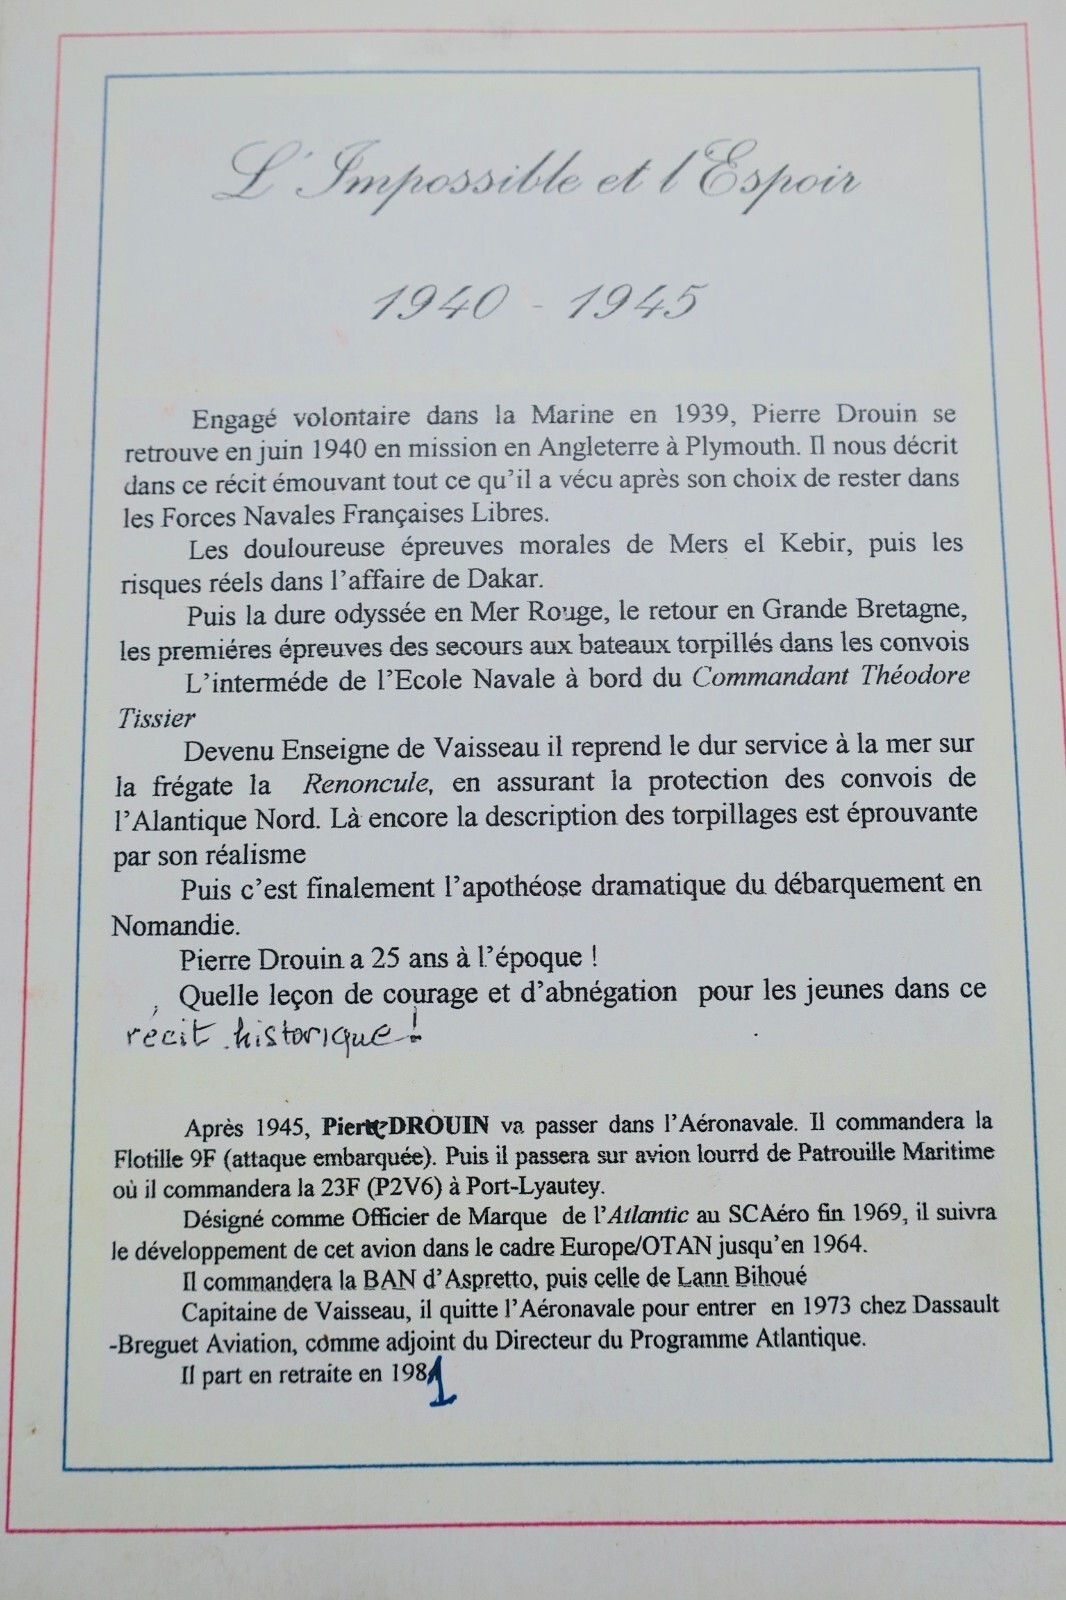 L'Impossible et l'Espoir
1940 - 1945
Engagé volontaire dans la Marine en 1939, Pierre Drouin se
retrouve en juin 1940 en mission en Angleterre à Plymouth. Il nous décrit
dans ce récit émouvant tout ce qu'il a vécu après son choix de rester dans
les Forces Navales Françaises Libres.
Les douloureuse épreuves morales de Mers el Kebir, puis les
risques réels dans l'affaire de Dakar.
Puis la dure odyssée en Mer Rouge, le retour en Grande Bretagne,
les premiéres épreuves des secours aux bateaux torpillés dans les convois
L'interméde de l'Ecole Navale à bord du Commandant Théodore
Tissier
Devenu Enseigne de Vaisseau il reprend le dur service à la mer sur
la frégate la Renoncule, en assurant la protection des convois de
l'Alantique Nord. Là encore la description des torpillages est éprouvante
par son réalisme
Puis c'est finalement l'apothéose dramatique du débarquement en
Nomandie.
Pierre Drouin a 25 ans à l'époque !
Quelle leçon de courage et d'abnégation pour les jeunes dans ce
récit historique !
Après 1945, Pierre DROUIN va passer dans l'Aéronavale. Il commandera la
Flotille 9F (attaque embarquée). Puis il passera sur avion lourrd de Patrouille Maritime
où il commandera la 23F (P2V6) à Port-Lyautey.
Désigné comme Officier de Marque de l'Atlantic au SCAéro fin 1969, il suivra
le développement de cet avion dans le cadre Europe/OTAN jusqu'en 1964.
Il commandera la BAN d'Aspretto, puis celle de Lann Bihoué
Capitaine de Vaisseau, il quitte l'Aéronavale pour entrer en 1973 chez Dassault
-Breguet Aviation, comme adjoint du Directeur du Programme Atlantique.
Il part en retraite en 1981